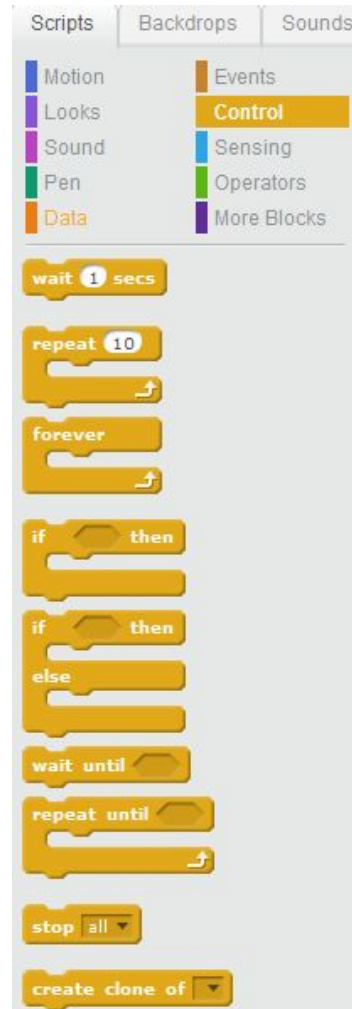 Scripts Backdrops Sounds
Motion Events
Looks Control
Sound Sensing
Pen Operators
Data More Blocks
wait 1 secs
repeat 10
forever
if then
if then
else
wait until
repeat until
stop all
create clone of